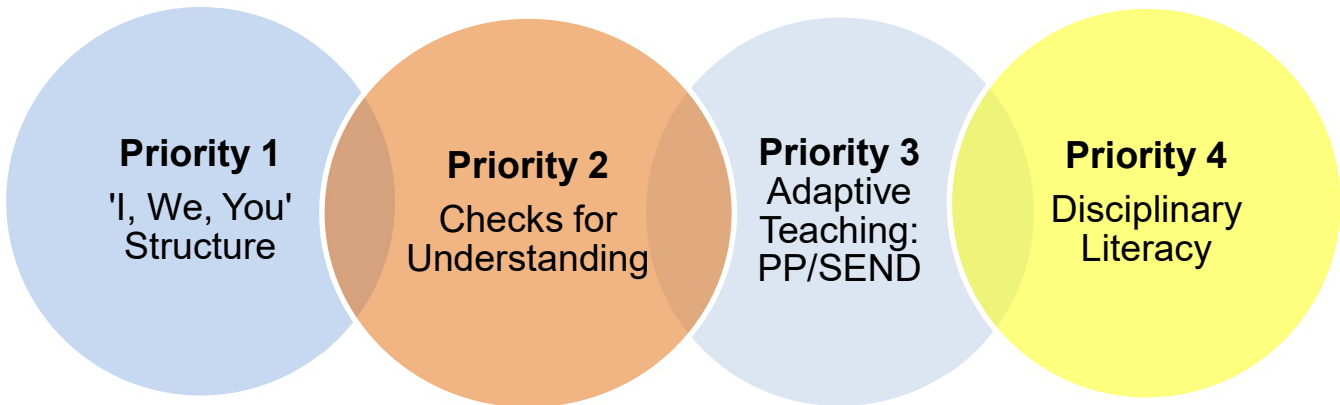 Priority 1
'I, We, You'
Structure
Priority 2
Checks for
Understanding
Priority 3
Adaptive
Teaching:
PP/SEND
Priority 4
Disciplinary
Literacy